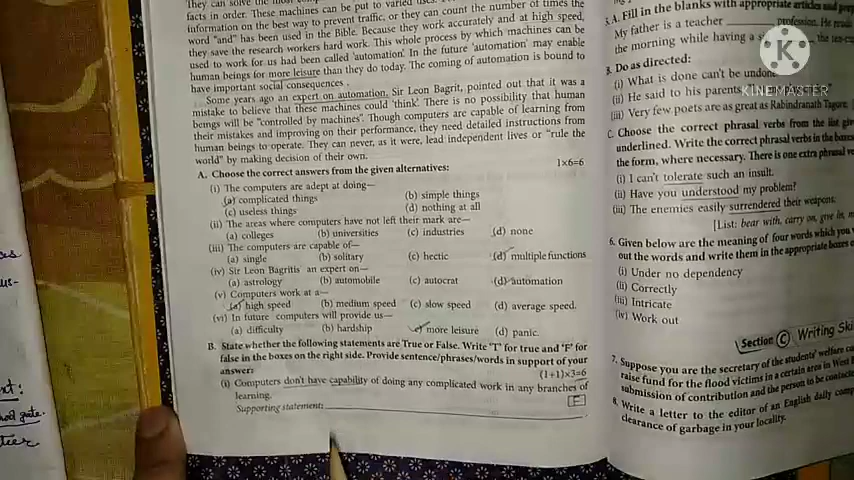 They can solve the most
facts in order. These machines can be put to varied uses.
information on the best way to prevent traffic, or they can count the number of times the
word "and" has been used in the Bible. Because they work accurately and at high speed,
they save the research workers hard work. This whole process by which machines can be
used to work for us had been called 'automation'. In the future 'automation' may enable
human beings for more leisure than they do today. The coming of automation is bound to
have important social consequences.
Some years ago an expert on automation, Sir Leon Bagrit, pointed out that it was a
mistake to believe that these machines could 'think'. There is no possibility that human
beings will be "controlled by machines". Though computers are capable of learning from
their mistakes and improving on their performance, they need detailed instructions from
human beings to operate. They can never, as it were, lead independent lives or "rule the
world" by making decision of their own.
A. Choose the correct answers from the given alternatives: 1×6=6
(i) The computers are adept at doing—
(a) complicated things (b) simple things
(c) useless things (d) nothing at all
(ii) The areas where computers have not left their mark are—
(a) colleges (b) universities (c) industries (d) none
(iii) The computers are capable of—
(a) single (b) solitary (c) hectic (d) multiple functions
(iv) Sir Leon Bagritis an expert on—
(a) astrology (b) automobile (c) autocrat (d) automation
(v) Computers work at a—
(a) high speed (b) medium speed (c) slow speed (d) average speed.
(vi) In future computers will provide us—
(a) difficulty (b) hardship (c) more leisure (d) panic.
B. State whether the following statements are True or False. Write 'T' for true and 'F' for
false in the boxes on the right side. Provide sentence/phrases/words in support of your
answer: (1+1)×3=6
(i) Computers don't have capability of doing any complicated work in any branches of
learning. F
Supporting statement:
A. Fill in the blanks with appropriate articles and
My father is a teacher profession. He
the morning while having a the
B. Do as directed:
(i) What is done can't be undone.
(ii) He said to his parents,
(iii) Very few poets are as great as Rabindranath Tagore.
C. Choose the correct phrasal verbs from the list
underlined. Write the correct phrasal verbs in the boxes
the form, where necessary. There is one extra phrasal
(i) I can't tolerate such an insult.
(ii) Have you understood my problem?
(iii) The enemies easily surrendered their weapons.
[List: bear with, carry on, give in,
6. Given below are the meaning of four words which you
out the words and write them in the appropriate boxes
(i) Under no dependency
(ii) Correctly
(iii) Intricate
(iv) Work out
Section C Writing
7. Suppose you are the secretary of the students' welfare
raise fund for the flood victims in a certain area in West
submission of contribution and the person to be contacted
8. Write a letter to the editor of an English daily
clearance of garbage in your locality.
KINEMASTER